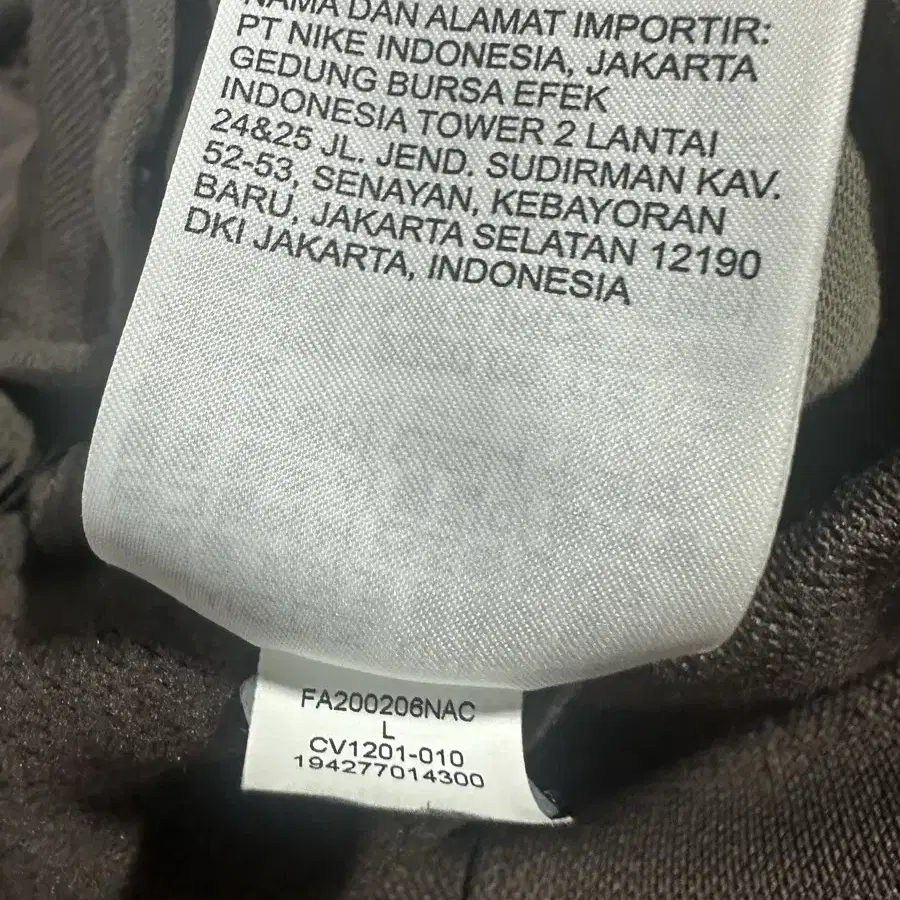 NAMA DAN ALAMAT IMPORTIR:
PT NIKE INDONESIA, JAKARTA
GEDUNG BURSA EFEK
INDONESIA TOWER 2 LANTAI
24&25 JL. JEND. SUDIRMAN KAV.
52-53, SENAYAN, KEBAYORAN
BARU, JAKARTA SELATAN 12190
DKI JAKARTA, INDONESIA
FA200206NAC
L
CV1201-010
194277014300